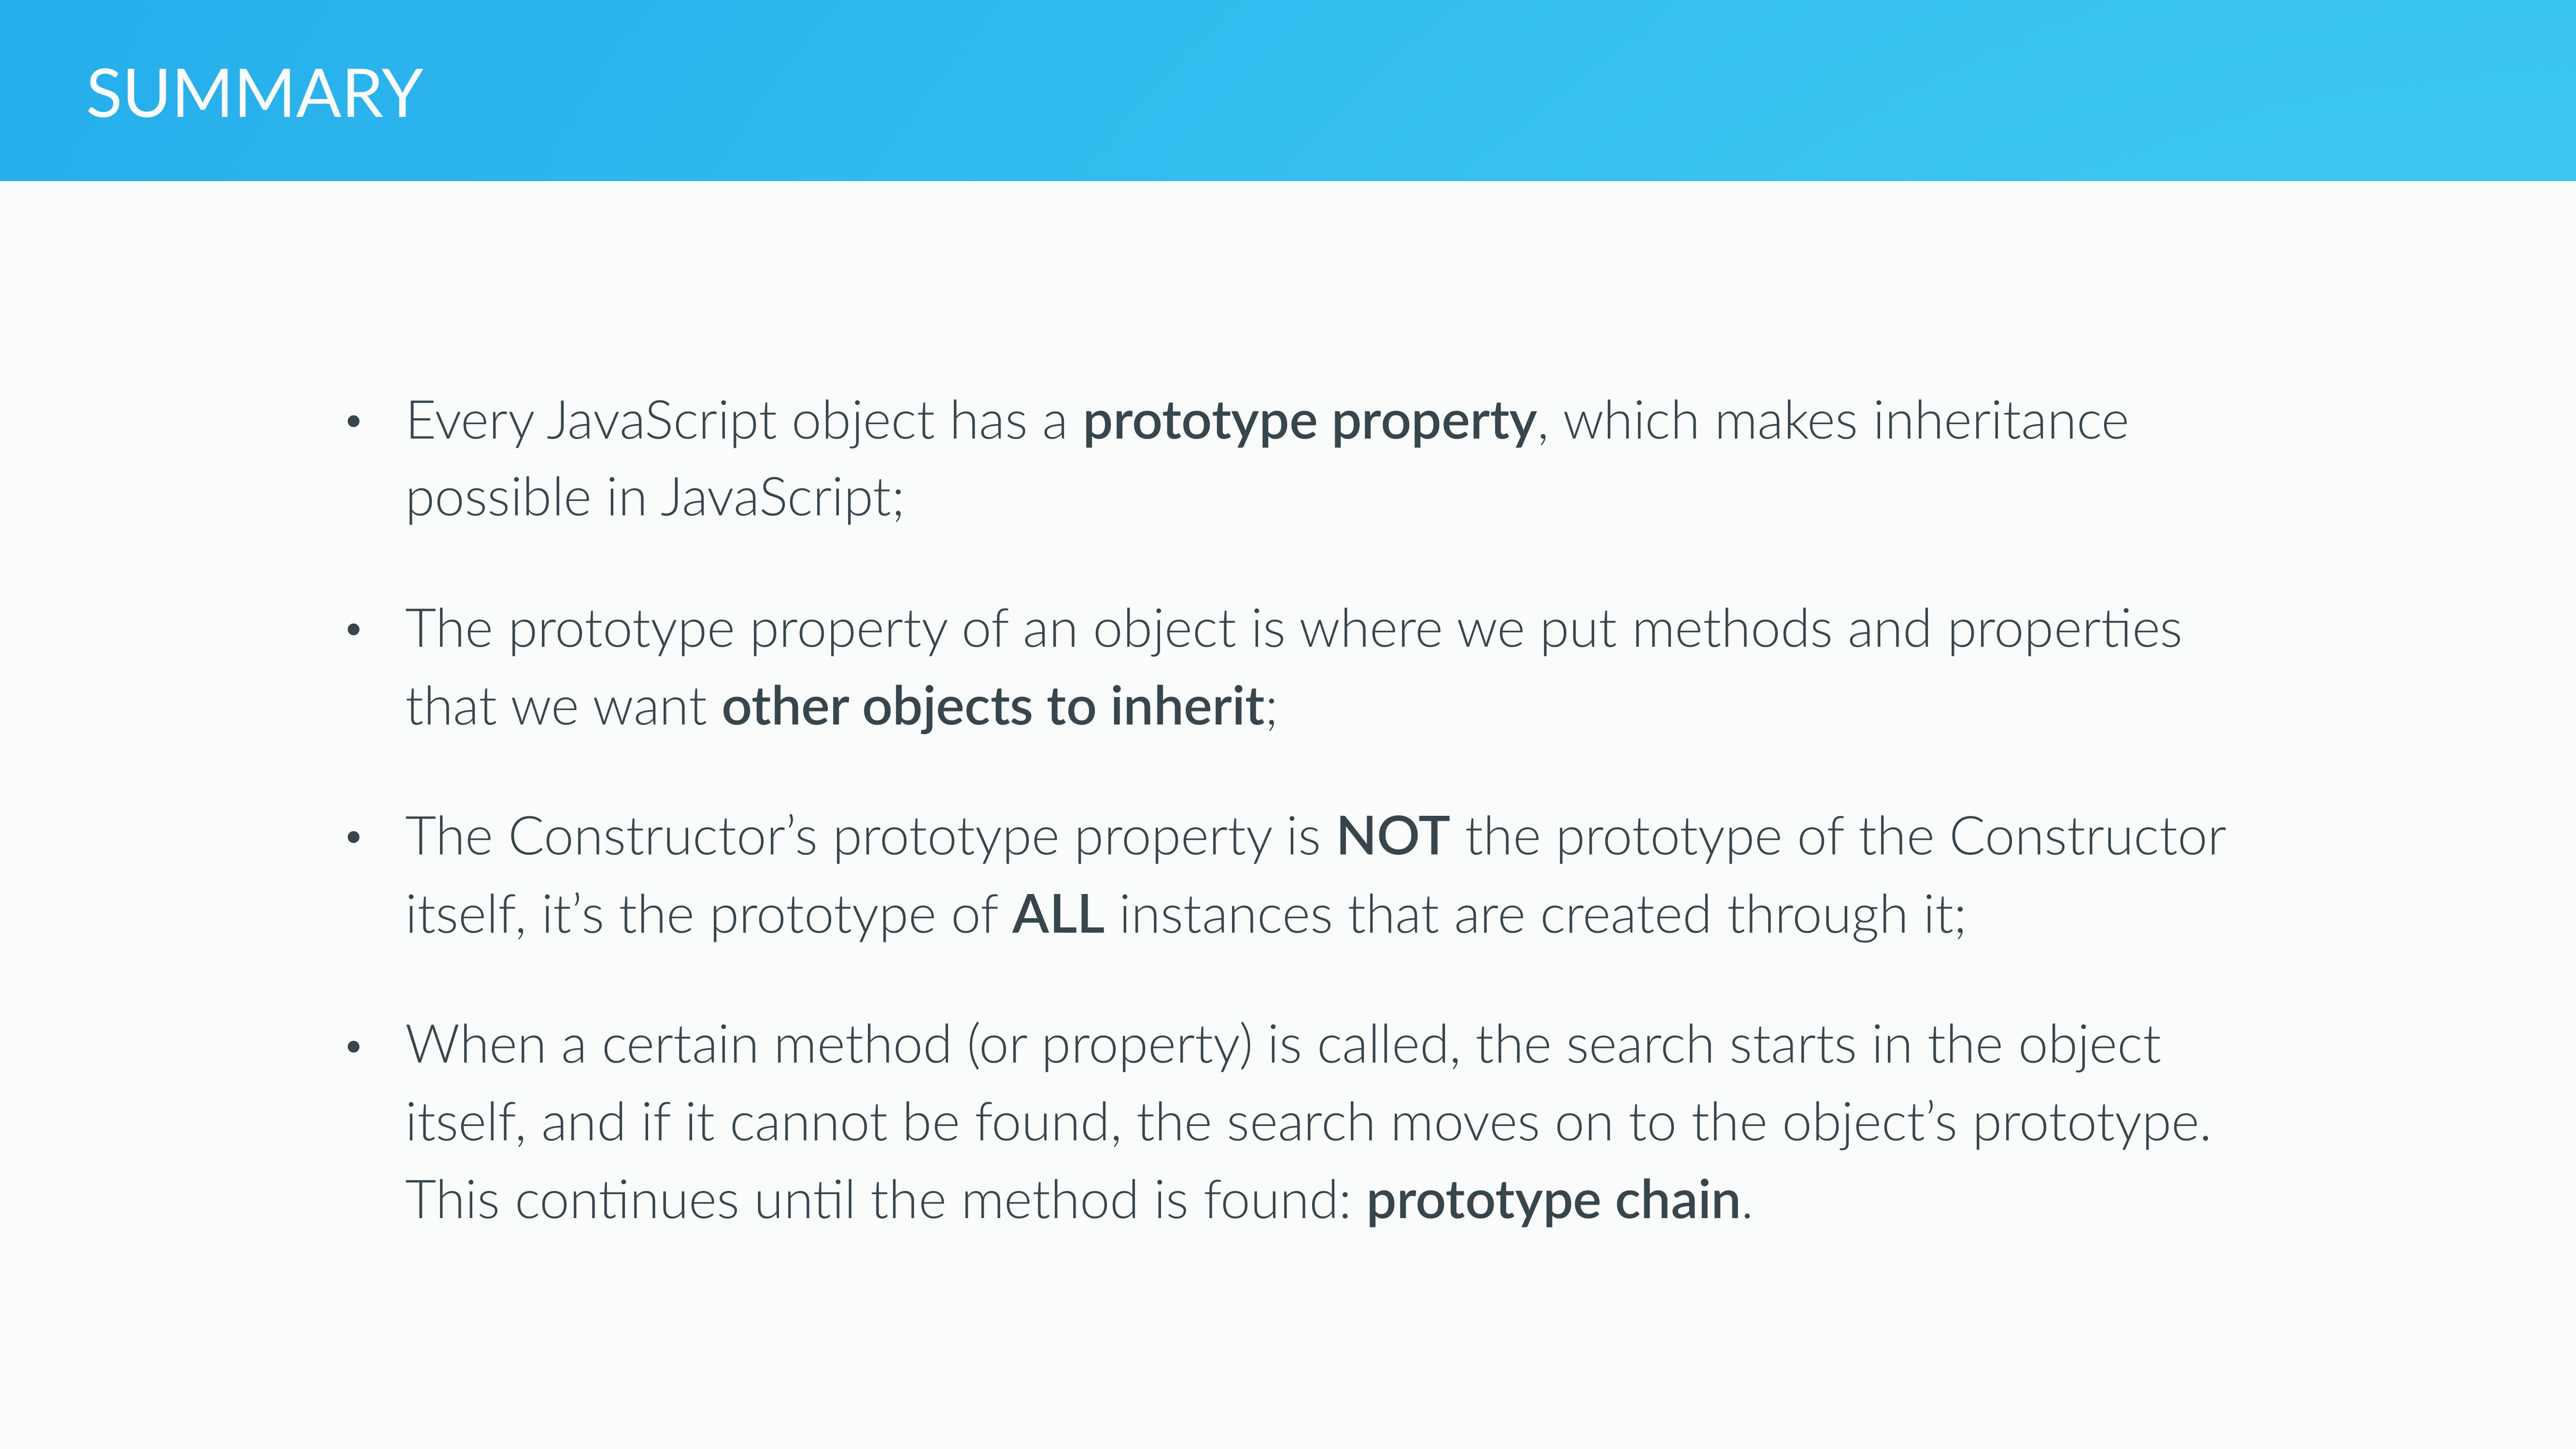 SUMMARY
• Every JavaScript object has a prototype property, which makes inheritance
possible in JavaScript;
• The prototype property of an object is where we put methods and properties
that we want other objects to inherit;
• The Constructor’s prototype property is NOT the prototype of the Constructor
itself, it’s the prototype of ALL instances that are created through it;
• When a certain method (or property) is called, the search starts in the object
itself, and if it cannot be found, the search moves on to the object’s prototype.
This continues until the method is found: prototype chain.